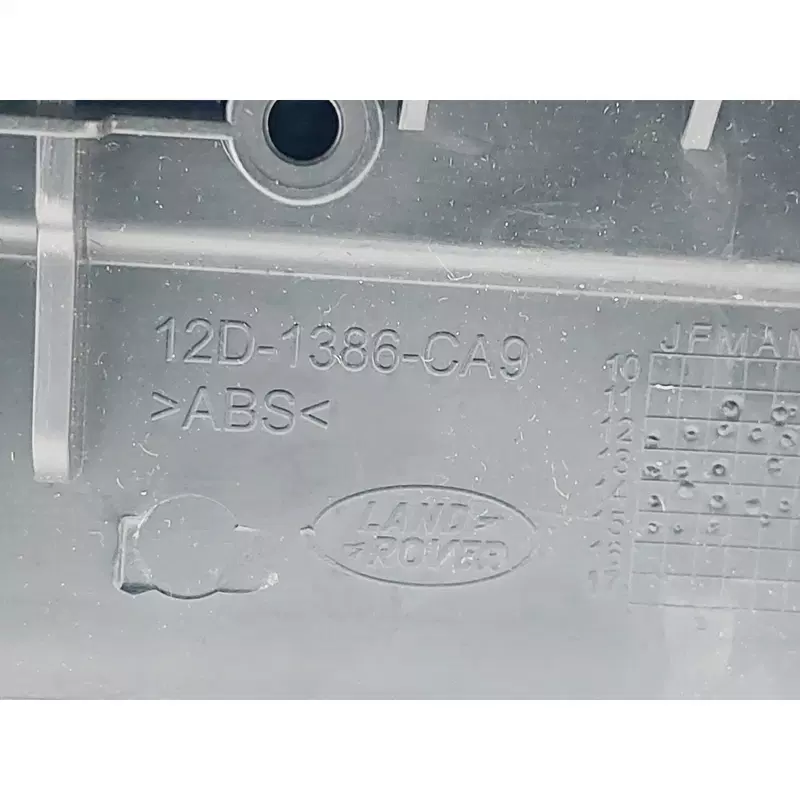 12D-1386-CA9
>ABS<
LAND
ROVER
JFMAM
10
11
12
13
14
15
16
17